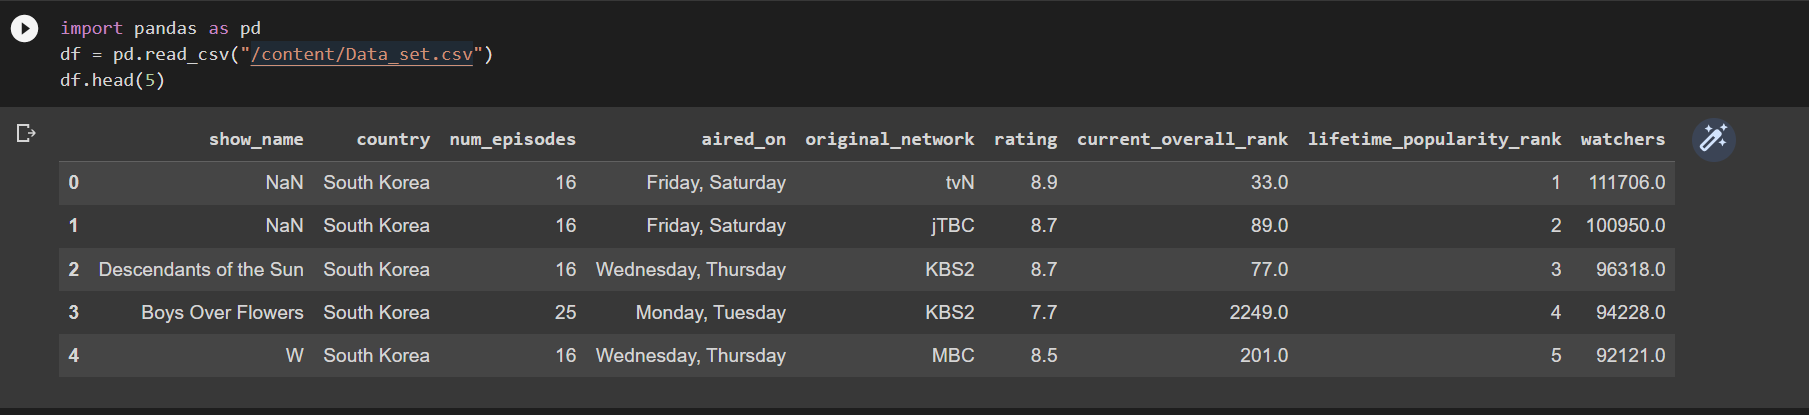 import pandas as pd
df = pd.read_csv("/content/Data_set.csv")
df.head(5)
show_name country num_episodes aired_on original_network rating current_overall_rank lifetime_popularity_rank watchers
0 NaN South Korea 16 Friday, Saturday tvN 8.9 33.0 1 111706.0
1 NaN South Korea 16 Friday, Saturday jTBC 8.7 89.0 2 100950.0
2 Descendants of the Sun South Korea 16 Wednesday, Thursday KBS2 8.7 77.0 3 96318.0
3 Boys Over Flowers South Korea 25 Monday, Tuesday KBS2 7.7 2249.0 4 94228.0
4 W South Korea 16 Wednesday, Thursday MBC 8.5 201.0 5 92121.0